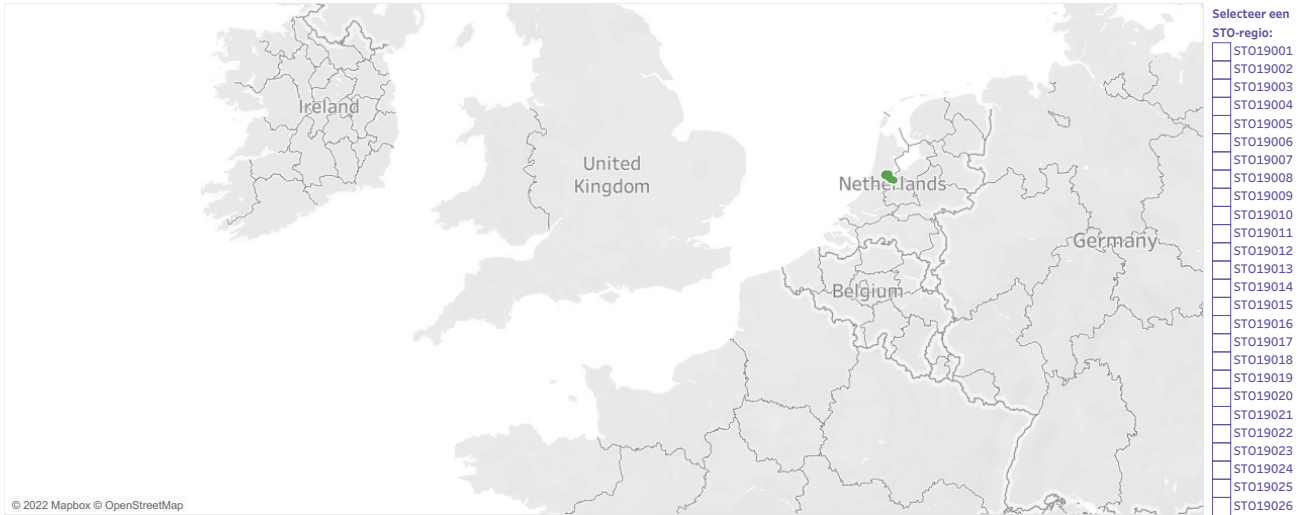 Ireland
United
Kingdom
Netherlands
Germany
Belgium
© 2022 Mapbox © OpenStreetMap
Selecteer een
STO-regio:
STO19001
STO19002
STO19003
STO19004
STO19005
STO19006
STO19007
STO19008
STO19009
STO19010
STO19011
STO19012
STO19013
STO19014
STO19015
STO19016
STO19017
STO19018
STO19019
STO19020
STO19021
STO19022
STO19023
STO19024
STO19025
STO19026